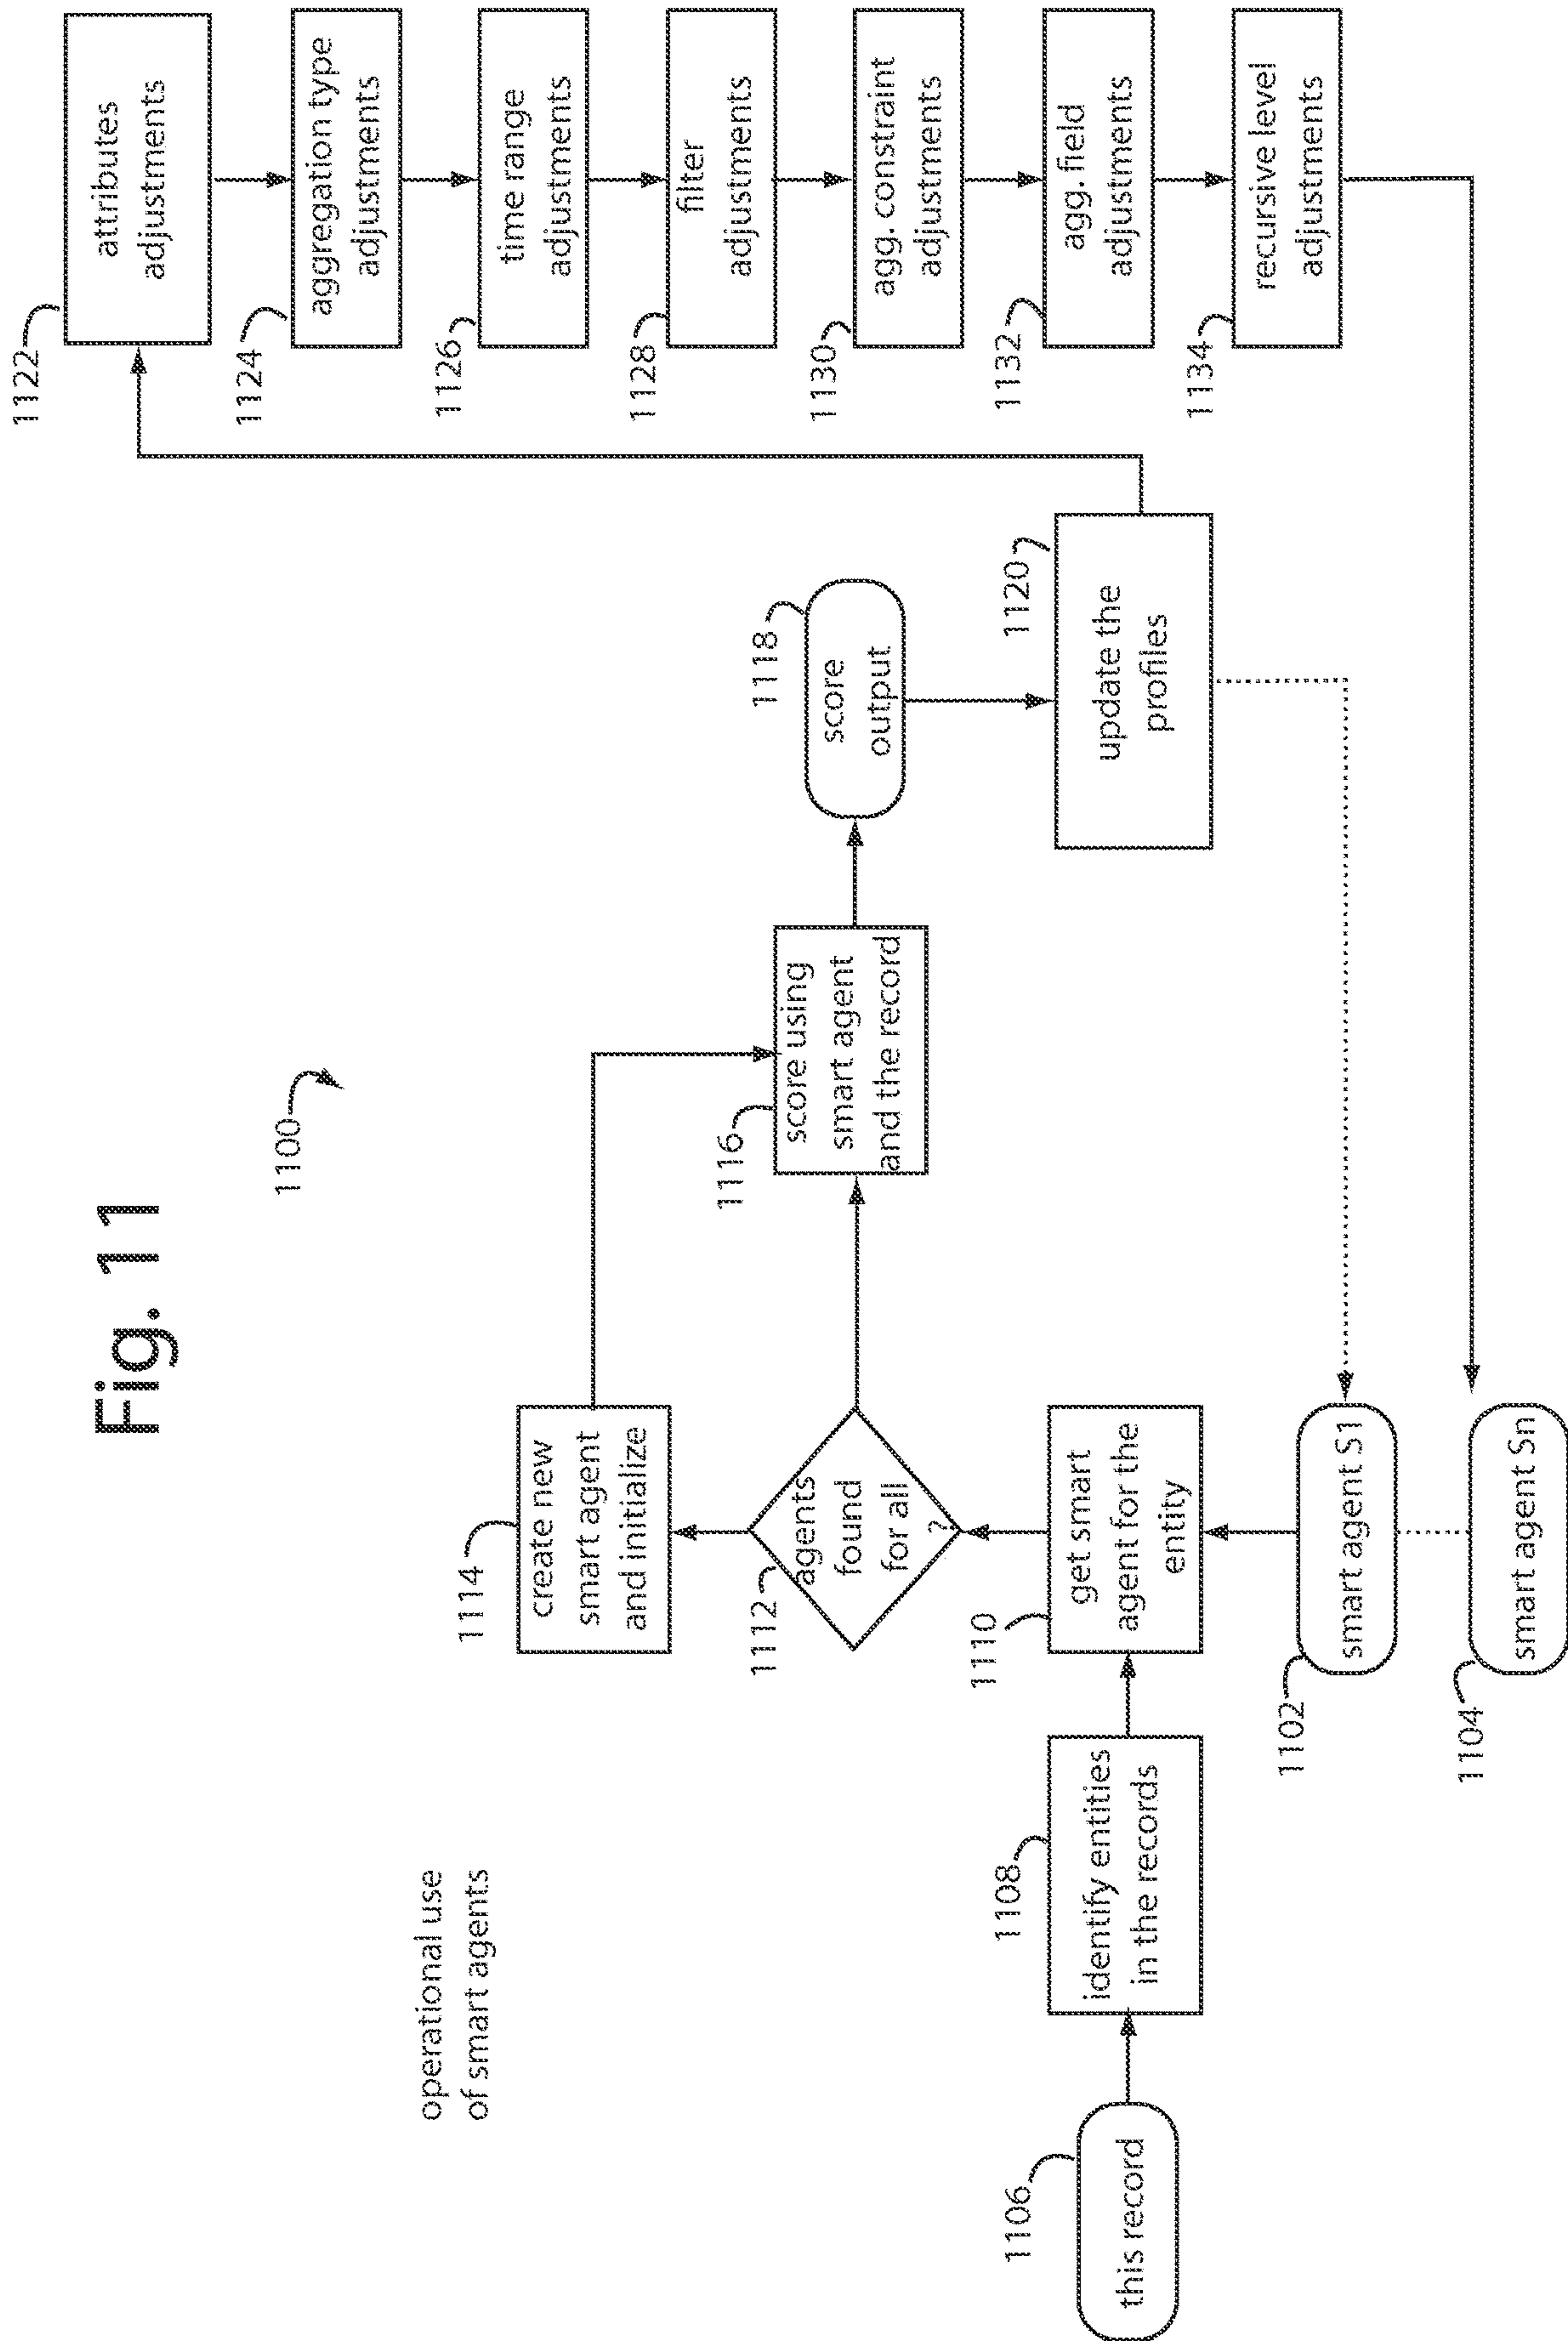 Fig. 11
1100
operational use
of smart agents
1106
this record
1108
identify entities
in the records
1110
get smart
agent for the
entity
1102
smart agent S1
1104
smart agent Sn
1112
agents
found
for all
?
1114
create new
smart agent
and initialize
1116
score using
smart agent
and the record
1118
score
output
1120
update the
profiles
1122
attributes
adjustments
1124
aggregation type
adjustments
1126
time range
adjustments
1128
filter
adjustments
1130
agg. constraint
adjustments
1132
agg. field
adjustments
1134
recursive level
adjustments